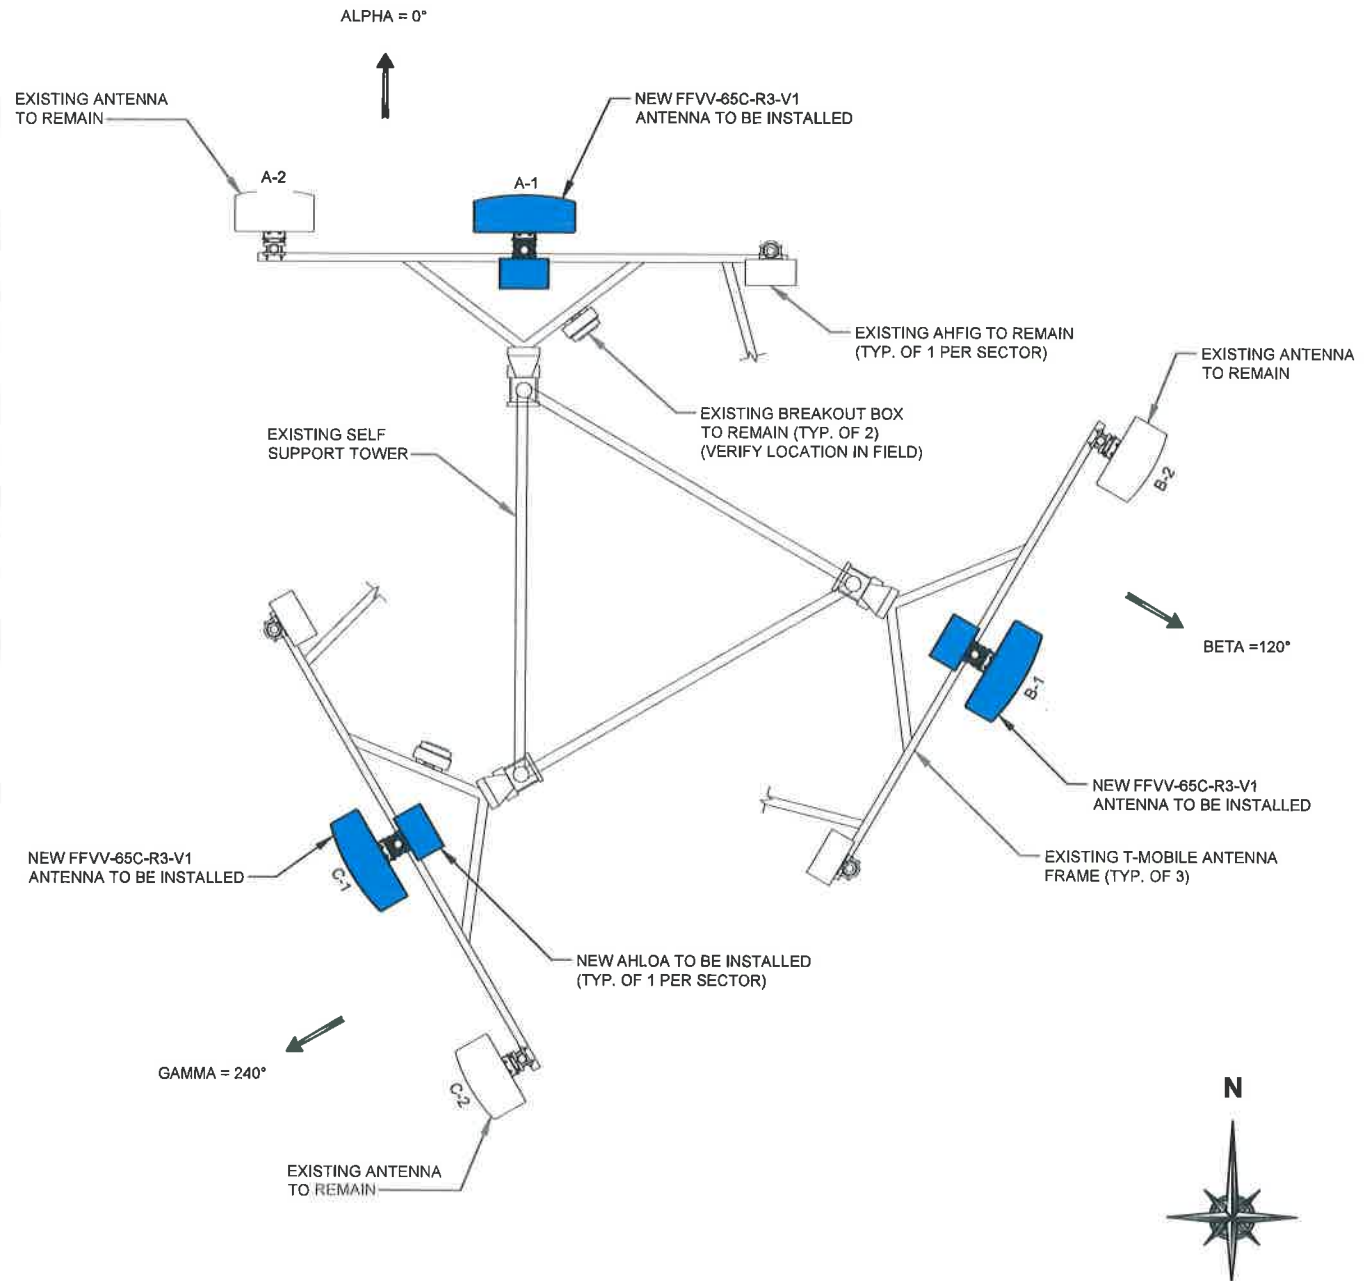 ALPHA = 0°
EXISTING ANTENNA
TO REMAIN
NEW FFVV-65C-R3-V1
ANTENNA TO BE INSTALLED
A-2
A-1
EXISTING AHFIG TO REMAIN
(TYP. OF 1 PER SECTOR)
EXISTING ANTENNA
TO REMAIN
EXISTING BREAKOUT BOX
TO REMAIN (TYP. OF 2)
(VERIFY LOCATION IN FIELD)
EXISTING SELF
SUPPORT TOWER
B-2
BETA =120°
B-1
NEW FFVV-65C-R3-V1
ANTENNA TO BE INSTALLED
EXISTING T-MOBILE ANTENNA
FRAME (TYP. OF 3)
NEW FFVV-65C-R3-V1
ANTENNA TO BE INSTALLED
C-1
NEW AHLOA TO BE INSTALLED
(TYP. OF 1 PER SECTOR)
GAMMA = 240°
C-2
EXISTING ANTENNA
TO REMAIN
N